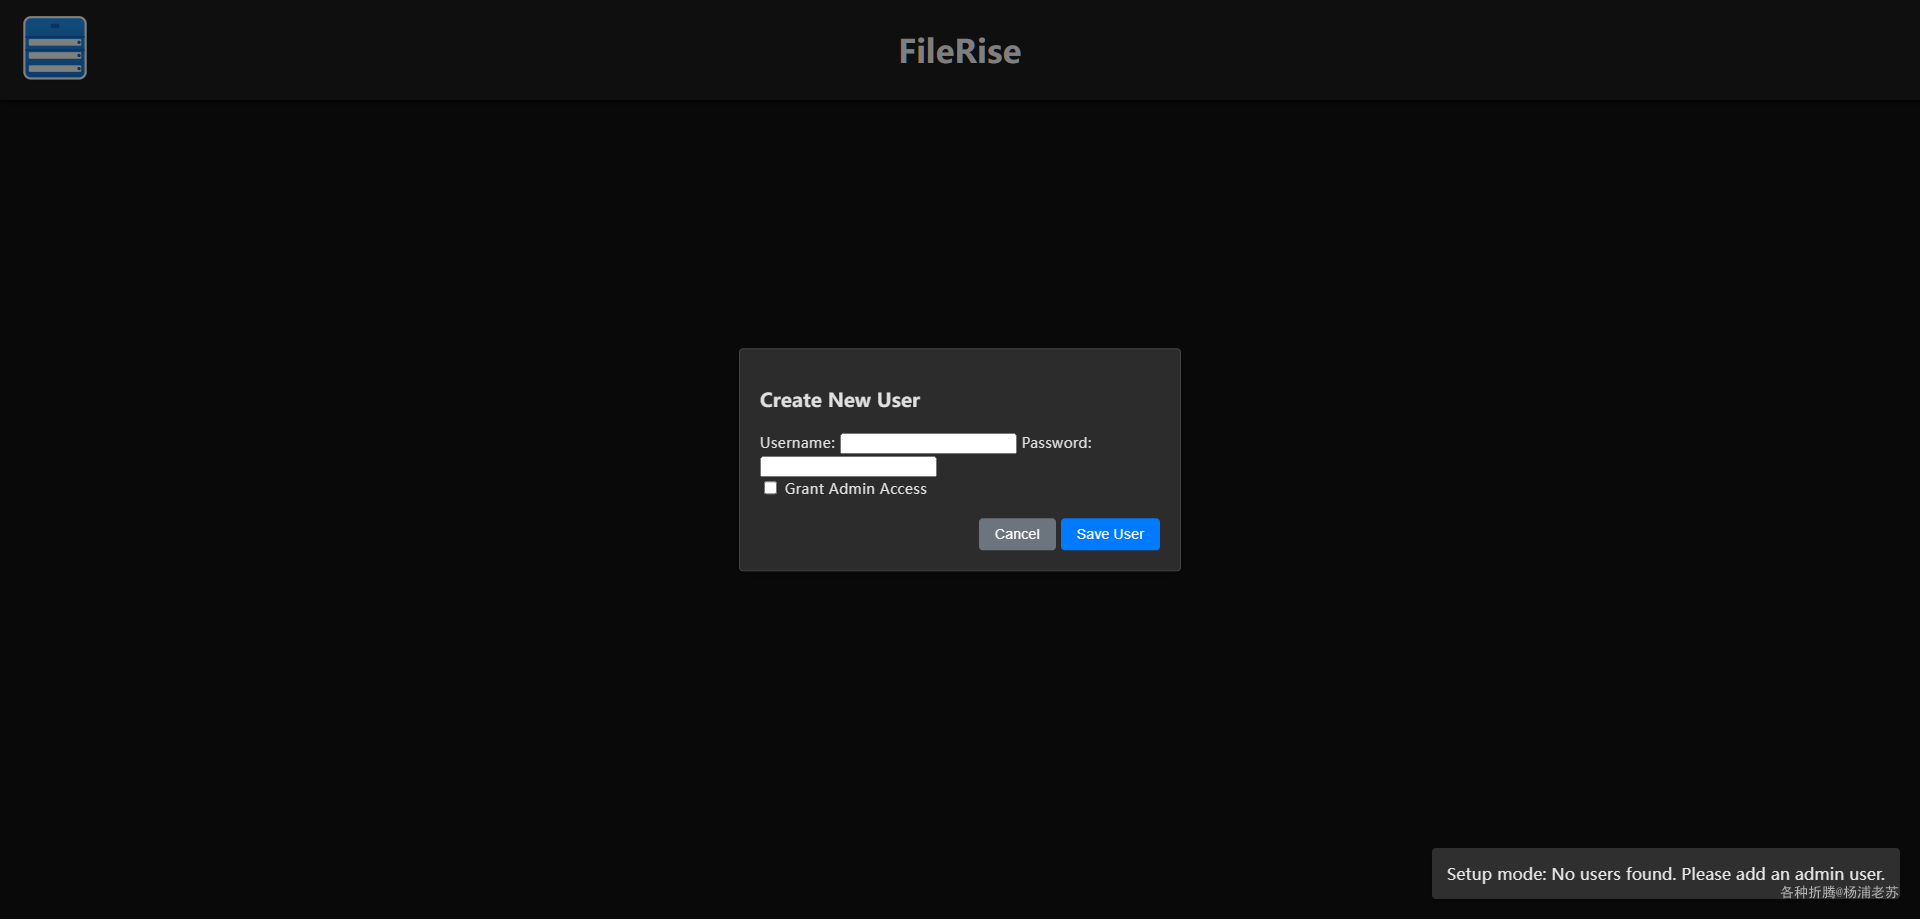 FileRise
Create New User
Username: Password:
Grant Admin Access
Cancel Save User
Setup mode: No users found. Please add an admin user.
各种折腾@杨浦老苏